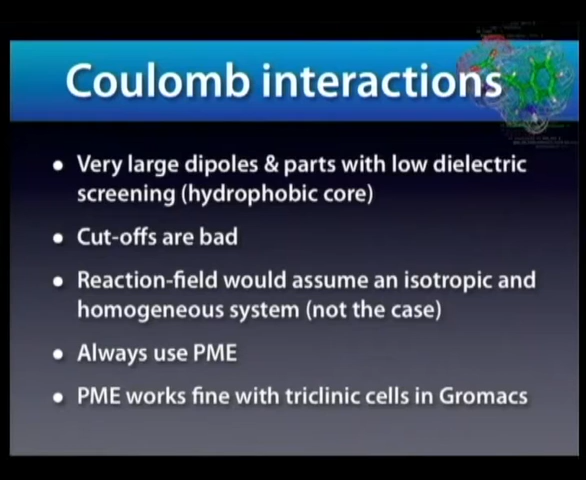 Coulomb interactions
• Very large dipoles & parts with low dielectric
screening (hydrophobic core)
• Cut-offs are bad
• Reaction-field would assume an isotropic and
homogeneous system (not the case)
• Always use PME
• PME works fine with triclinic cells in Gromacs